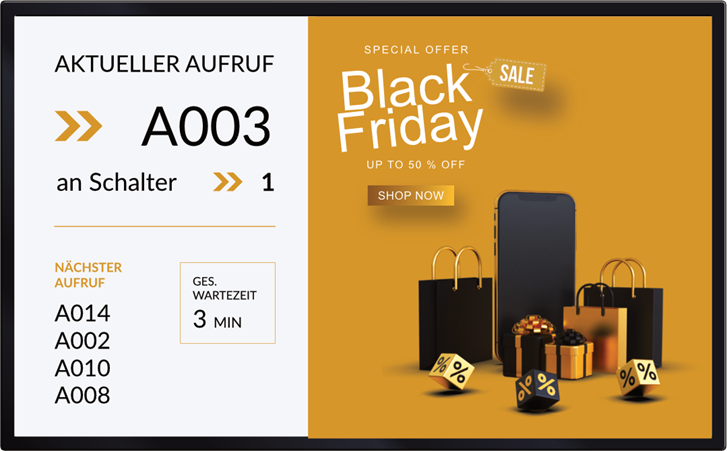 AKTUELLER AUFRUF
A003
an Schalter
1
NÄCHSTER
AUFRUF
A014
A002
A010
A008
GES.
WARTEZEIT
3 MIN
SPECIAL OFFER
Black
Friday
SALE
UP TO 50 % OFF
SHOP NOW
%
%
%
%
%
%